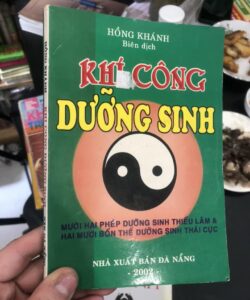 HỒNG KHÁNH
Biên dịch
KHÍ CÔNG
DƯỠNG SINH
MƯỜI HAI PHÉP DƯỠNG SINH THIẾU LÂM &
HAI MƯƠI BỐN THẾ DƯỠNG SINH THÁI CỰC
NHÀ XUẤT BẢN ĐÀ NẴNG
- 2002 -